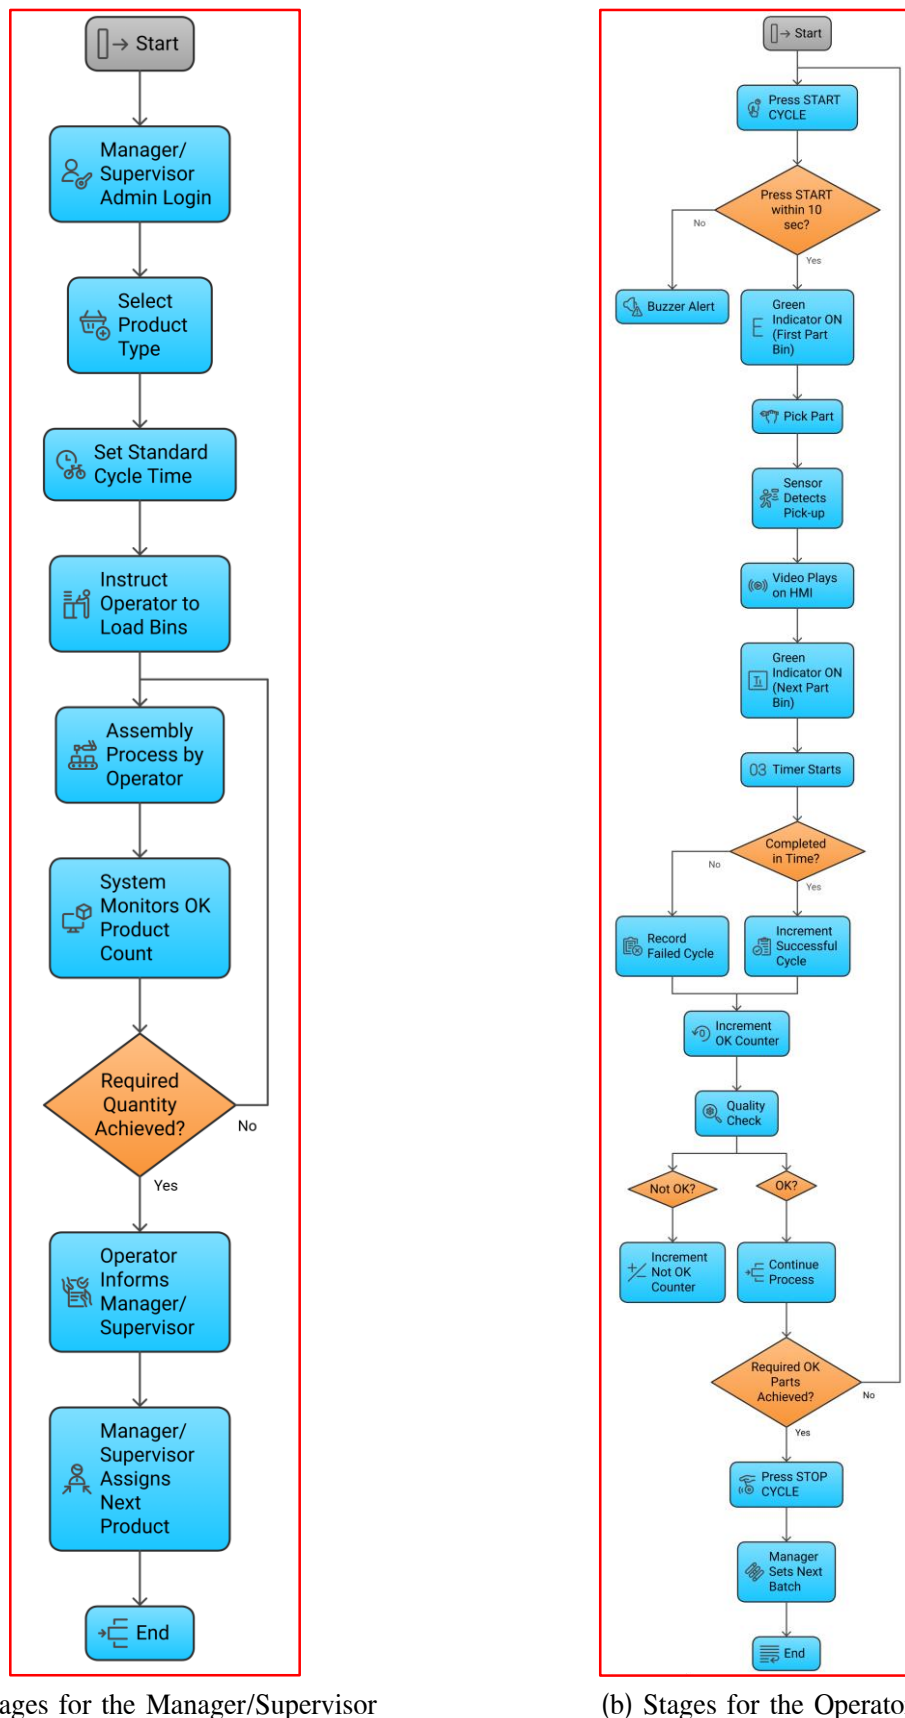 Start
Manager/
Supervisor
Admin Login
Select
Product
Type
Set Standard
Cycle Time
Instruct
Operator to
Load Bins
Assembly
Process by
Operator
System
Monitors OK
Product
Count
Required
Quantity
Achieved?
No
Yes
Operator
Informs
Manager/
Supervisor
Manager/
Supervisor
Assigns
Next
Product
End
ages for the Manager/Supervisor
Start
Press START
CYCLE
Press START
within 10
sec?
No
Yes
Buzzer Alert
Green
Indicator ON
(First Part
Bin)
Pick Part
Sensor
Detects
Pick-up
Video Plays
on HMI
Green
Indicator ON
(Next Part
Bin)
03 Timer Starts
Completed
in Time?
No
Yes
Record
Failed Cycle
Increment
Successful
Cycle
Increment
OK Counter
Quality
Check
Not OK?
OK?
Increment
Not OK
Counter
Continue
Process
Required OK
Parts
Achieved?
No
Yes
Press STOP
CYCLE
Manager
Sets Next
Batch
End
(b) Stages for the Operato